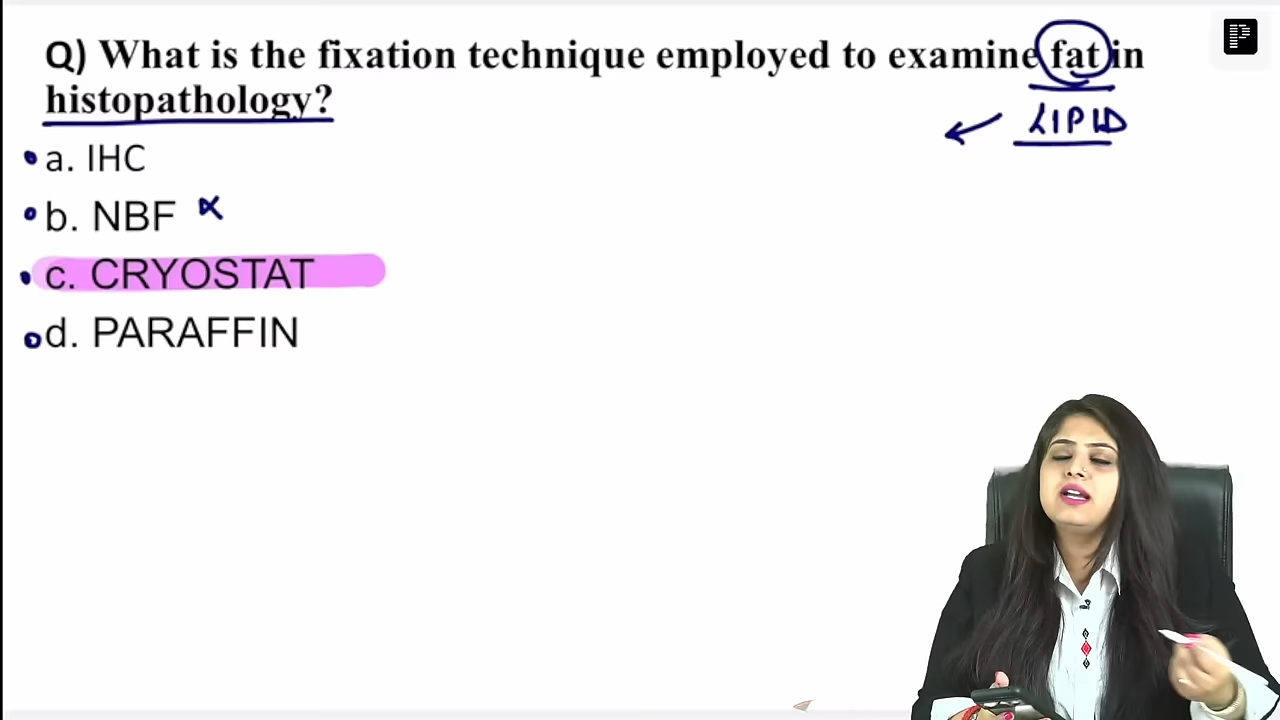 Q) What is the fixation technique employed to examine fat in
histopathology?
LIPID
a. IHC
b. NBF
c. CRYOSTAT
d. PARAFFIN
P